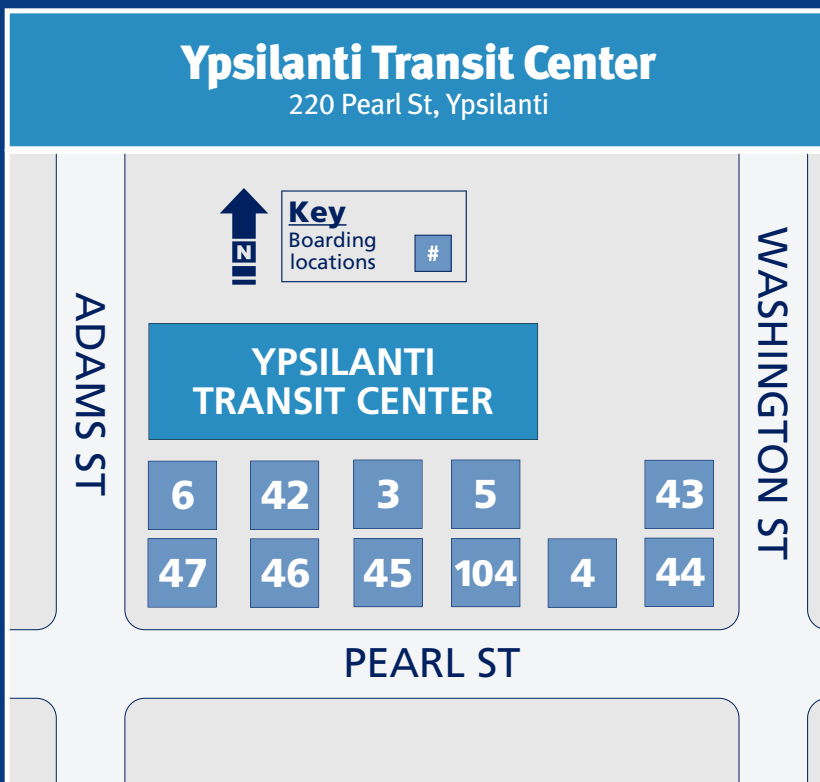 Ypsilanti Transit Center
220 Pearl St, Ypsilanti
N
Key
Boarding
locations
#
ADAMS ST
WASHINGTON ST
YPSILANTI
TRANSIT CENTER
6 42 3 5 43
47 46 45 104 4 44
PEARL ST